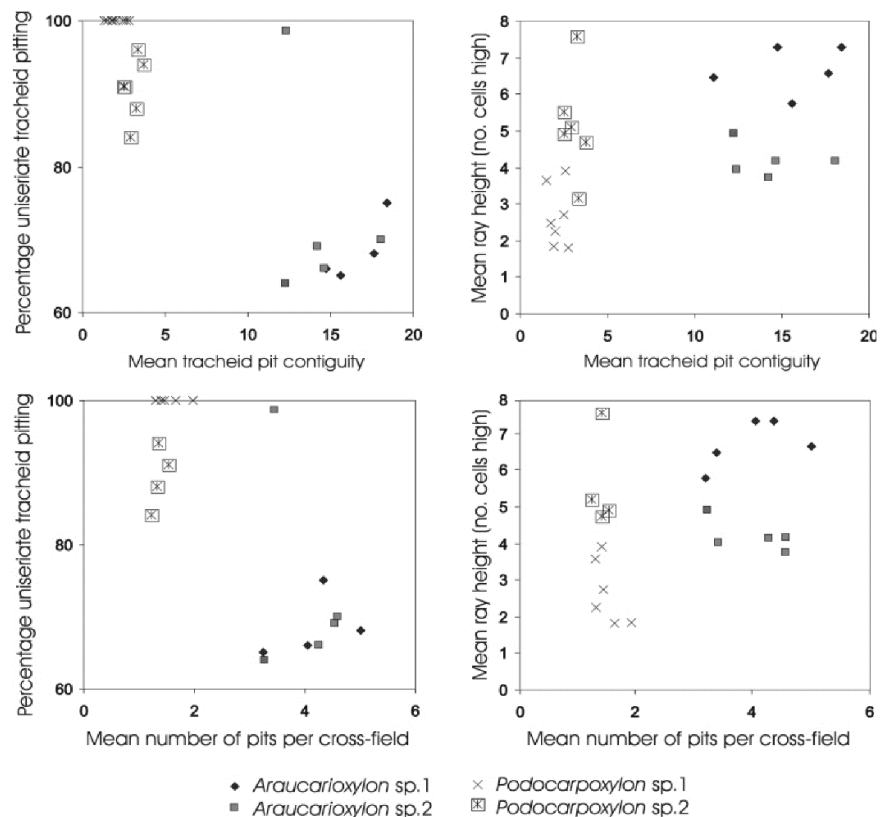 Percentage uniseriate tracheid pitting
100
80
60
0 5 10 15 20
Mean tracheid pit contiguity
Mean ray height (no. cells high)
8
7
6
5
4
3
2
1
0
0 5 10 15 20
Mean tracheid pit contiguity
Percentage uniseriate tracheid pitting
100
80
60
0 2 4 6
Mean number of pits per cross-field
Mean ray height (no. cells high)
8
7
6
5
4
3
2
1
0
0 2 4 6
Mean number of pits per cross-field
Araucarioxylon sp.1
Araucarioxylon sp.2
Podocarpoxylon sp.1
Podocarpoxylon sp.2